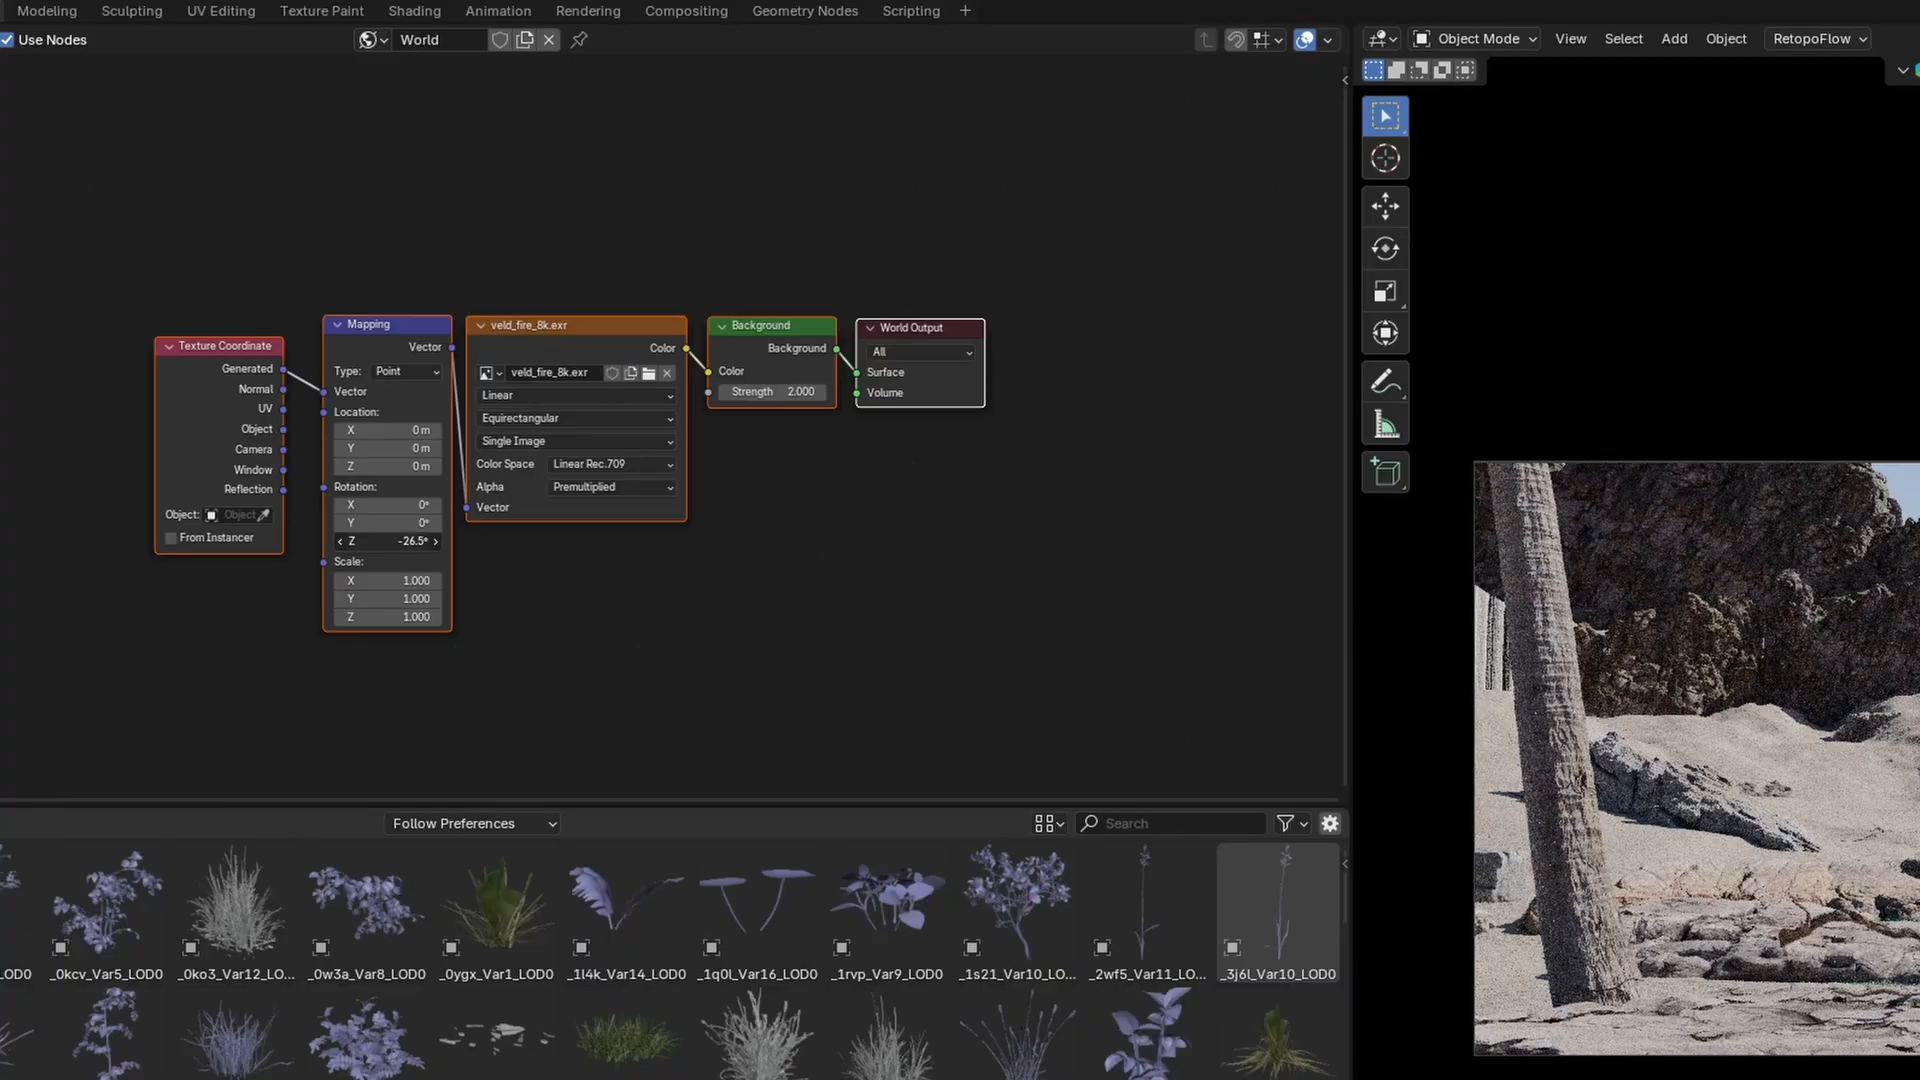 Modeling Sculpting UV Editing Texture Paint Shading Animation Rendering Compositing Geometry Nodes Scripting +
Use Nodes World
Object Mode View Select Add Object RetopoFlow
Texture Coordinate
Generated
Normal
UV
Object
Camera
Window
Reflection
Object: Object
From Instancer
Mapping
Vector
Type: Point
Vector
Location:
X 0 m
Y 0 m
Z 0 m
Rotation:
X 0°
Y 0°
Z -26.5°
Scale:
X 1.000
Y 1.000
Z 1.000
veld_fire_8k.exr
Color
veld_fire_8k.exr
Linear
Equirectangular
Single Image
Color Space Linear Rec.709
Alpha Premultiplied
Vector
Background
Background
Color
Strength 2.000
World Output
All
Surface
Volume
Follow Preferences Search
LOD0 _0kcv_Var5_LOD0 _0ko3_Var12_LO... _0w3a_Var8_LOD0 _0ygx_Var1_LOD0 _1l4k_Var14_LOD0 _1q0l_Var16_LOD0 _1rvp_Var9_LOD0 _1s21_Var10_LO... _2wf5_Var11_LO... _3j6l_Var10_LOD0